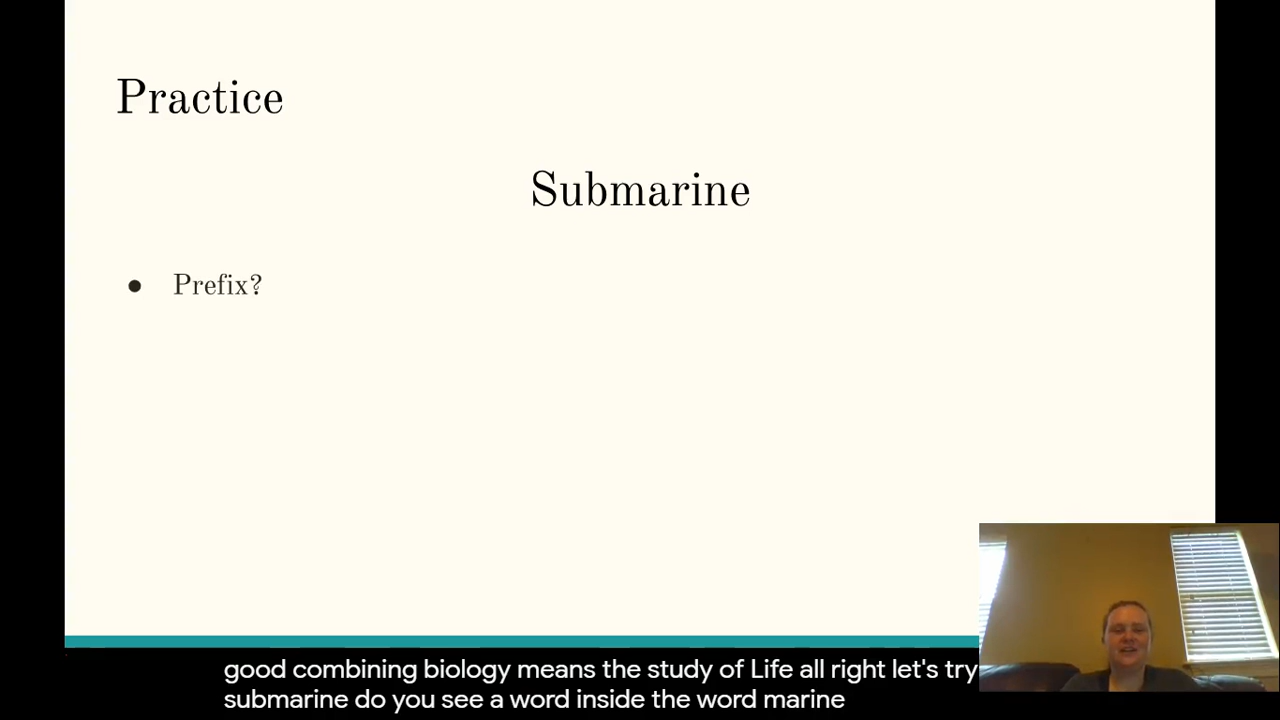 Practice
Submarine
● Prefix?
good combining biology means the study of Life all right let's try
submarine do you see a word inside the word marine